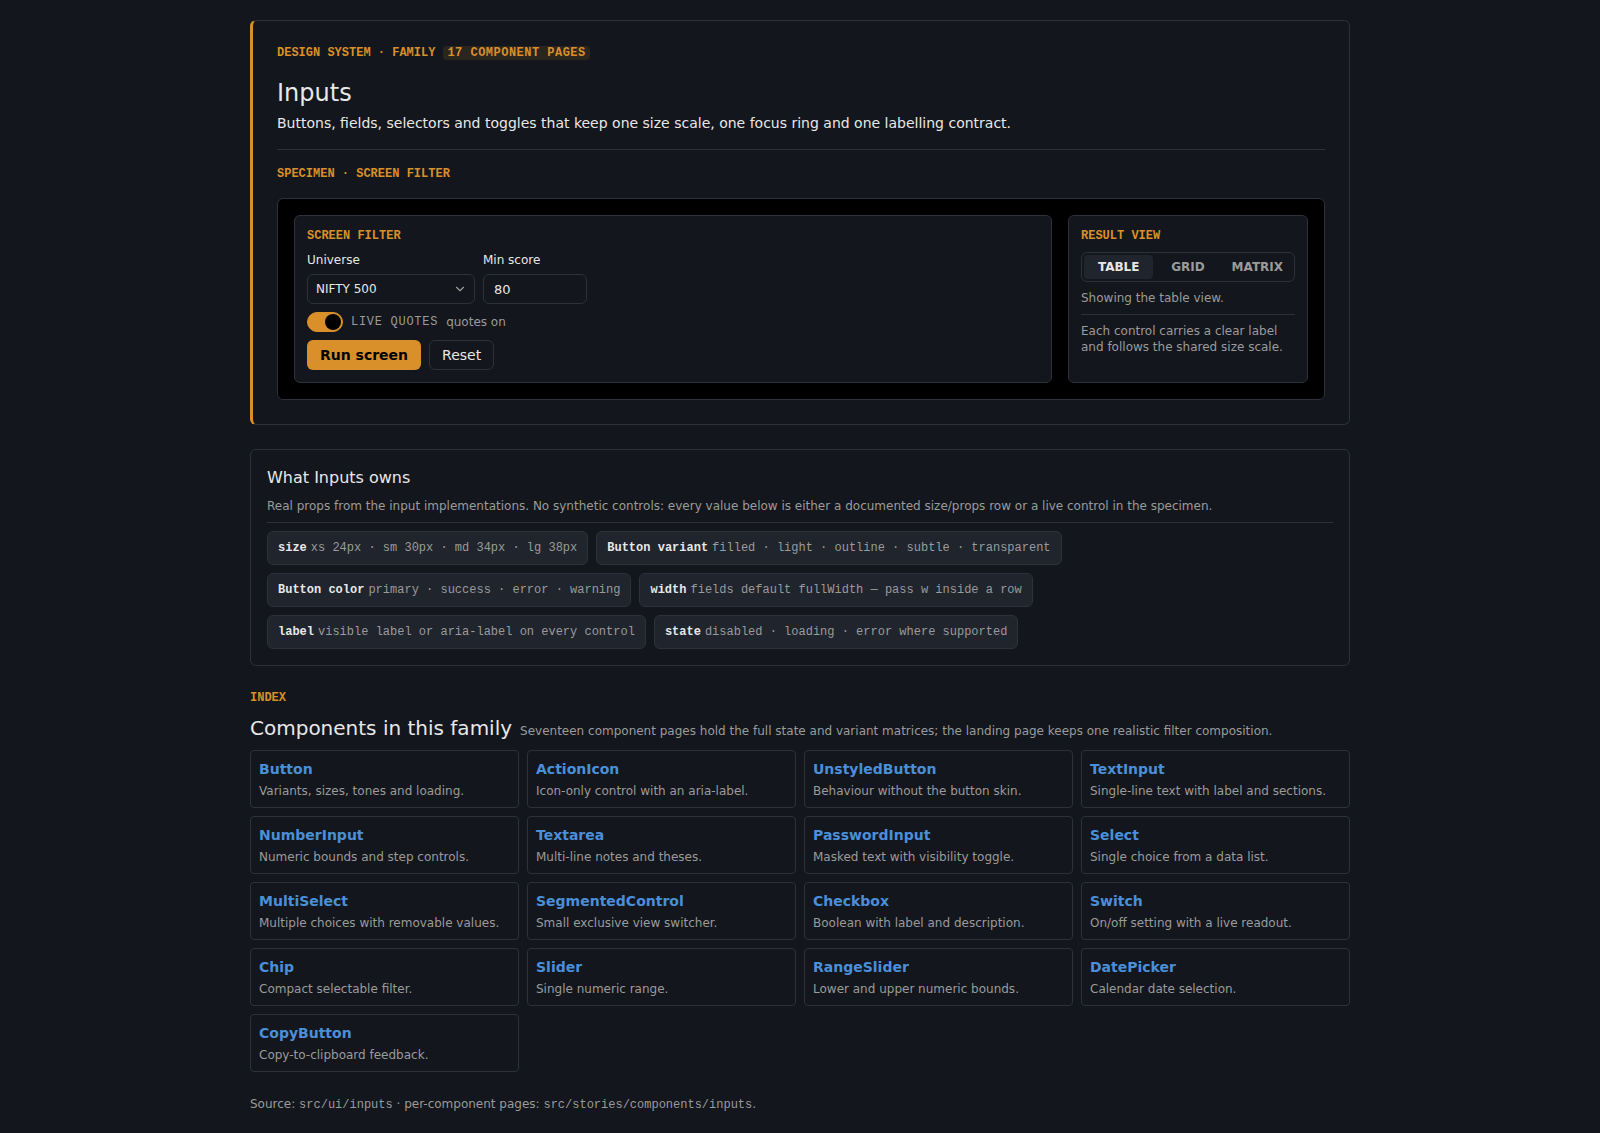 DESIGN SYSTEM · FAMILY 17 COMPONENT PAGES
Inputs
Buttons, fields, selectors and toggles that keep one size scale, one focus ring and one labelling contract.
SPECIMEN · SCREEN FILTER
SCREEN FILTER
Universe Min score
NIFTY 500 80
LIVE QUOTES quotes on
Run screen Reset
RESULT VIEW
TABLE GRID MATRIX
Showing the table view.
Each control carries a clear label
and follows the shared size scale.
What Inputs owns
Real props from the input implementations. No synthetic controls: every value below is either a documented size/props row or a live control in the specimen.
size xs 24px · sm 30px · md 34px · lg 38px Button variant filled · light · outline · subtle · transparent
Button color primary · success · error · warning width fields default fullWidth — pass w inside a row
label visible label or aria-label on every control state disabled · loading · error where supported
INDEX
Components in this family Seventeen component pages hold the full state and variant matrices; the landing page keeps one realistic filter composition.
Button ActionIcon UnstyledButton TextInput
Variants, sizes, tones and loading. Icon-only control with an aria-label. Behaviour without the button skin. Single-line text with label and sections.
NumberInput Textarea PasswordInput Select
Numeric bounds and step controls. Multi-line notes and theses. Masked text with visibility toggle. Single choice from a data list.
MultiSelect SegmentedControl Checkbox Switch
Multiple choices with removable values. Small exclusive view switcher. Boolean with label and description. On/off setting with a live readout.
Chip Slider RangeSlider DatePicker
Compact selectable filter. Single numeric range. Lower and upper numeric bounds. Calendar date selection.
CopyButton
Copy-to-clipboard feedback.
Source: src/ui/inputs · per-component pages: src/stories/components/inputs.